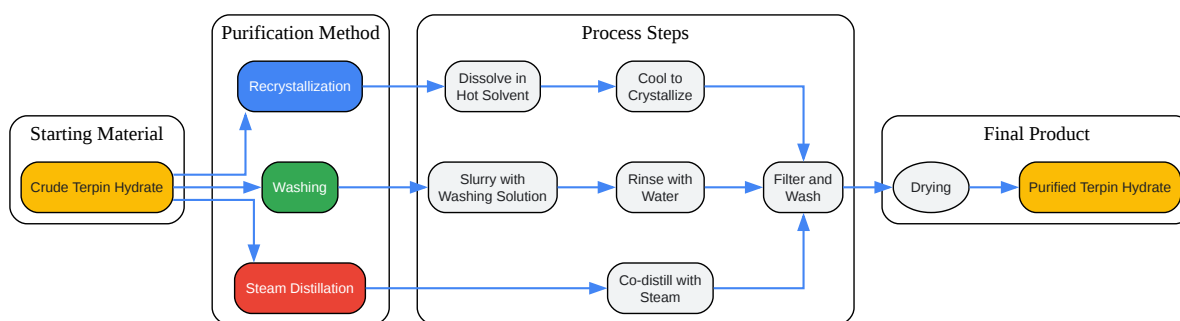 Starting Material
Crude Terpin Hydrate
Purification Method
Recrystallization
Washing
Steam Distillation
Process Steps
Dissolve in
Hot Solvent
Cool to
Crystallize
Slurry with
Washing Solution
Rinse with
Water
Filter and
Wash
Co-distill with
Steam
Final Product
Drying
Purified Terpin Hydrate